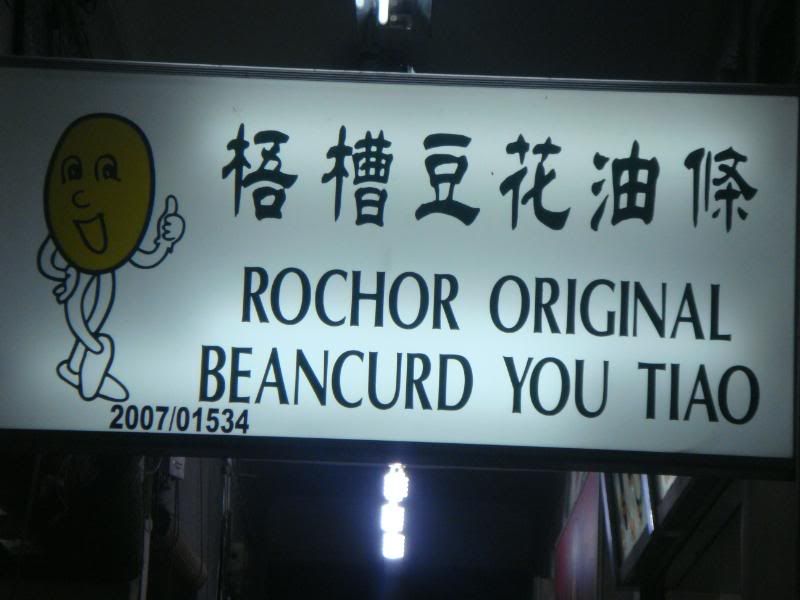 梧槽豆花油條
ROCHOR ORIGINAL
BEANCURD YOU TIAO
2007/01534